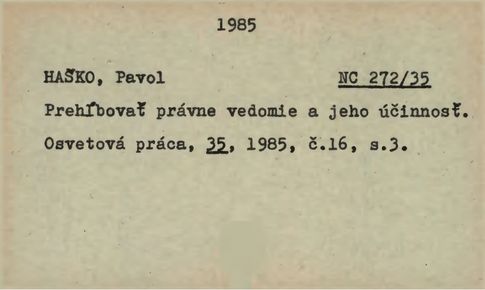 1985
HAŠKO, Pavol NC 272/35
Prehĺbovať právne vedomie a jeho účinnosť.
Osvetová práca, 35, 1985, č.16, s.3.